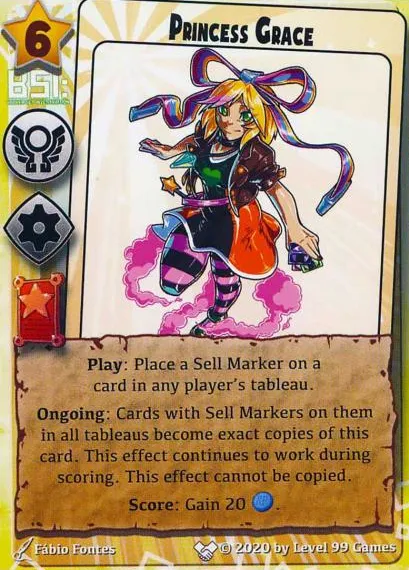 6
PRINCESS GRACE
Play: Place a Sell Marker on a
card in any player's tableau.
Ongoing: Cards with Sell Markers on them
in all tableaus become exact copies of this
card. This effect continues to work during
scoring. This effect cannot be copied.
Score: Gain 20 .
Fábio Fontes
© 2020 by Level 99 Games